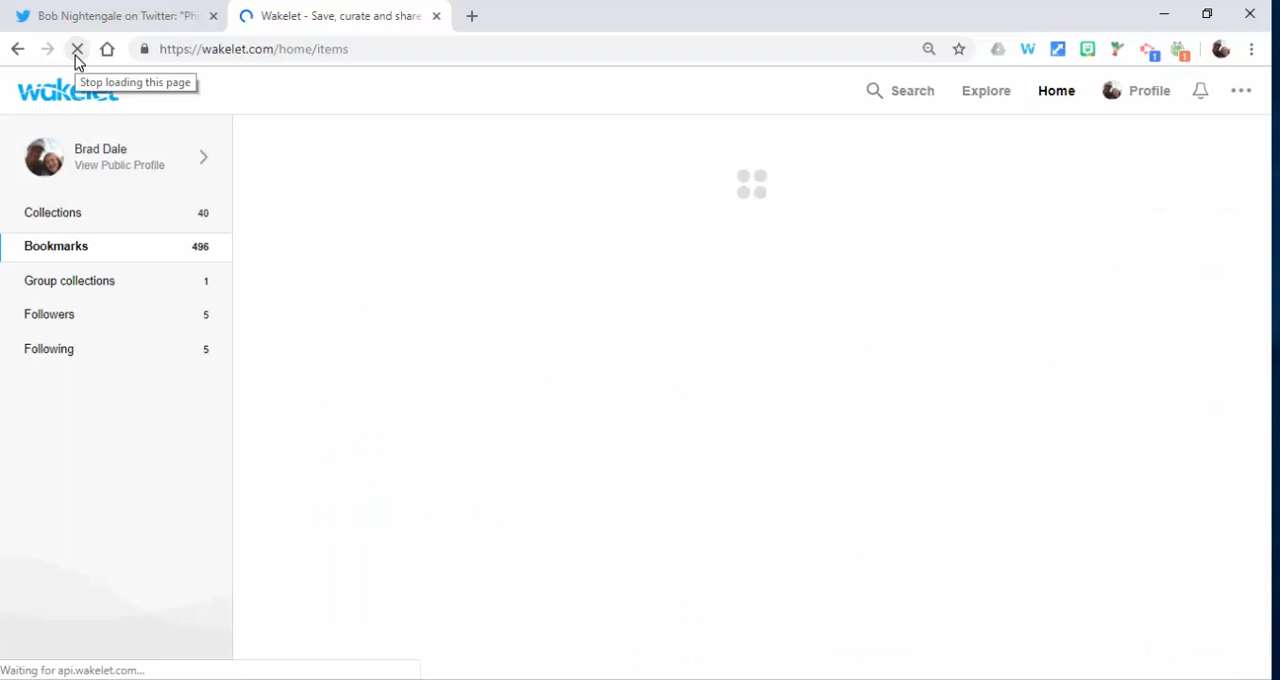 Bob Nightengale on Twitter: "Ph
Wakelet - Save, curate and share
https://wakelet.com/home/items
W
1
1
Stop loading this page
wakelet
Search
Explore
Home
Profile
Brad Dale
View Public Profile
Collections 40
Bookmarks 496
Group collections 1
Followers 5
Following 5
Waiting for api.wakelet.com...